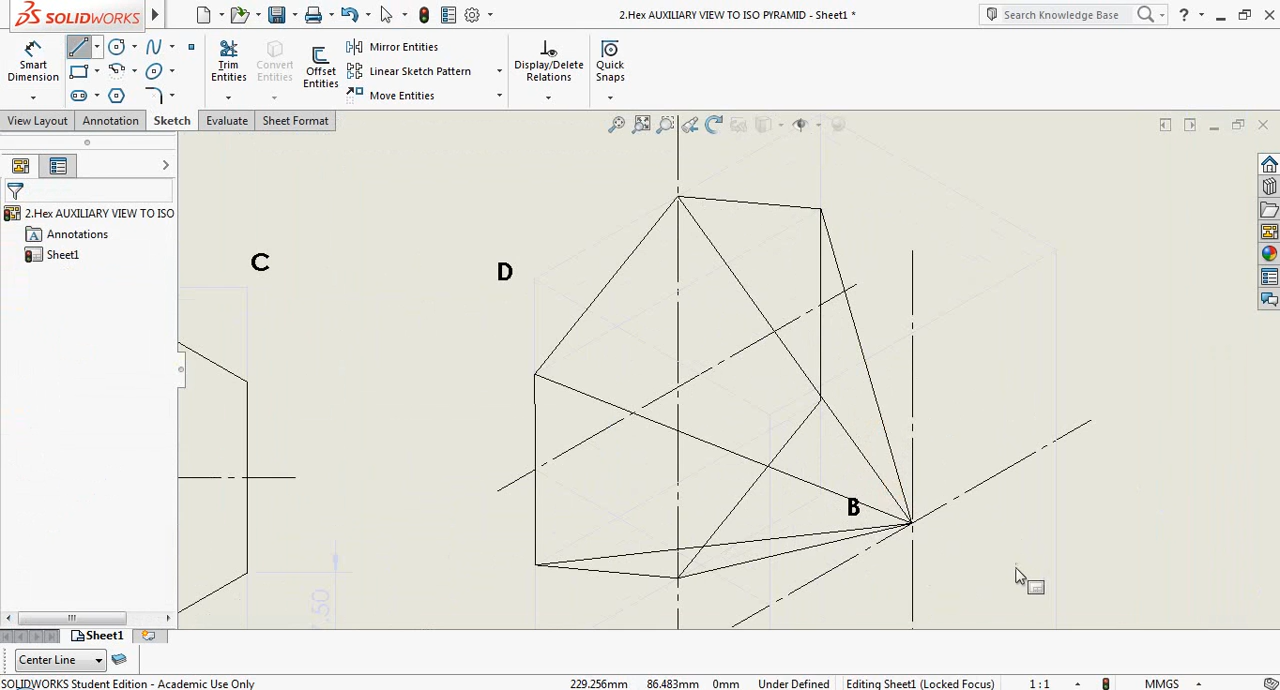 SOLIDWORKS
2.Hex AUXILIARY VIEW TO ISO PYRAMID - Sheet1 *
Search Knowledge Base
?
Smart
Dimension
Trim
Entities
Convert
Entities
Offset
Entities
Mirror Entities
Linear Sketch Pattern
Move Entities
Display/Delete
Relations
Quick
Snaps
View Layout
Annotation
Sketch
Evaluate
Sheet Format
2.Hex AUXILIARY VIEW TO ISO
Annotations
Sheet1
C
D
B
7.50
Sheet1
Center Line
SOLIDWORKS Student Edition - Academic Use Only
229.256mm
86.483mm
0mm
Under Defined
Editing Sheet1 (Locked Focus)
1 : 1
MMGS